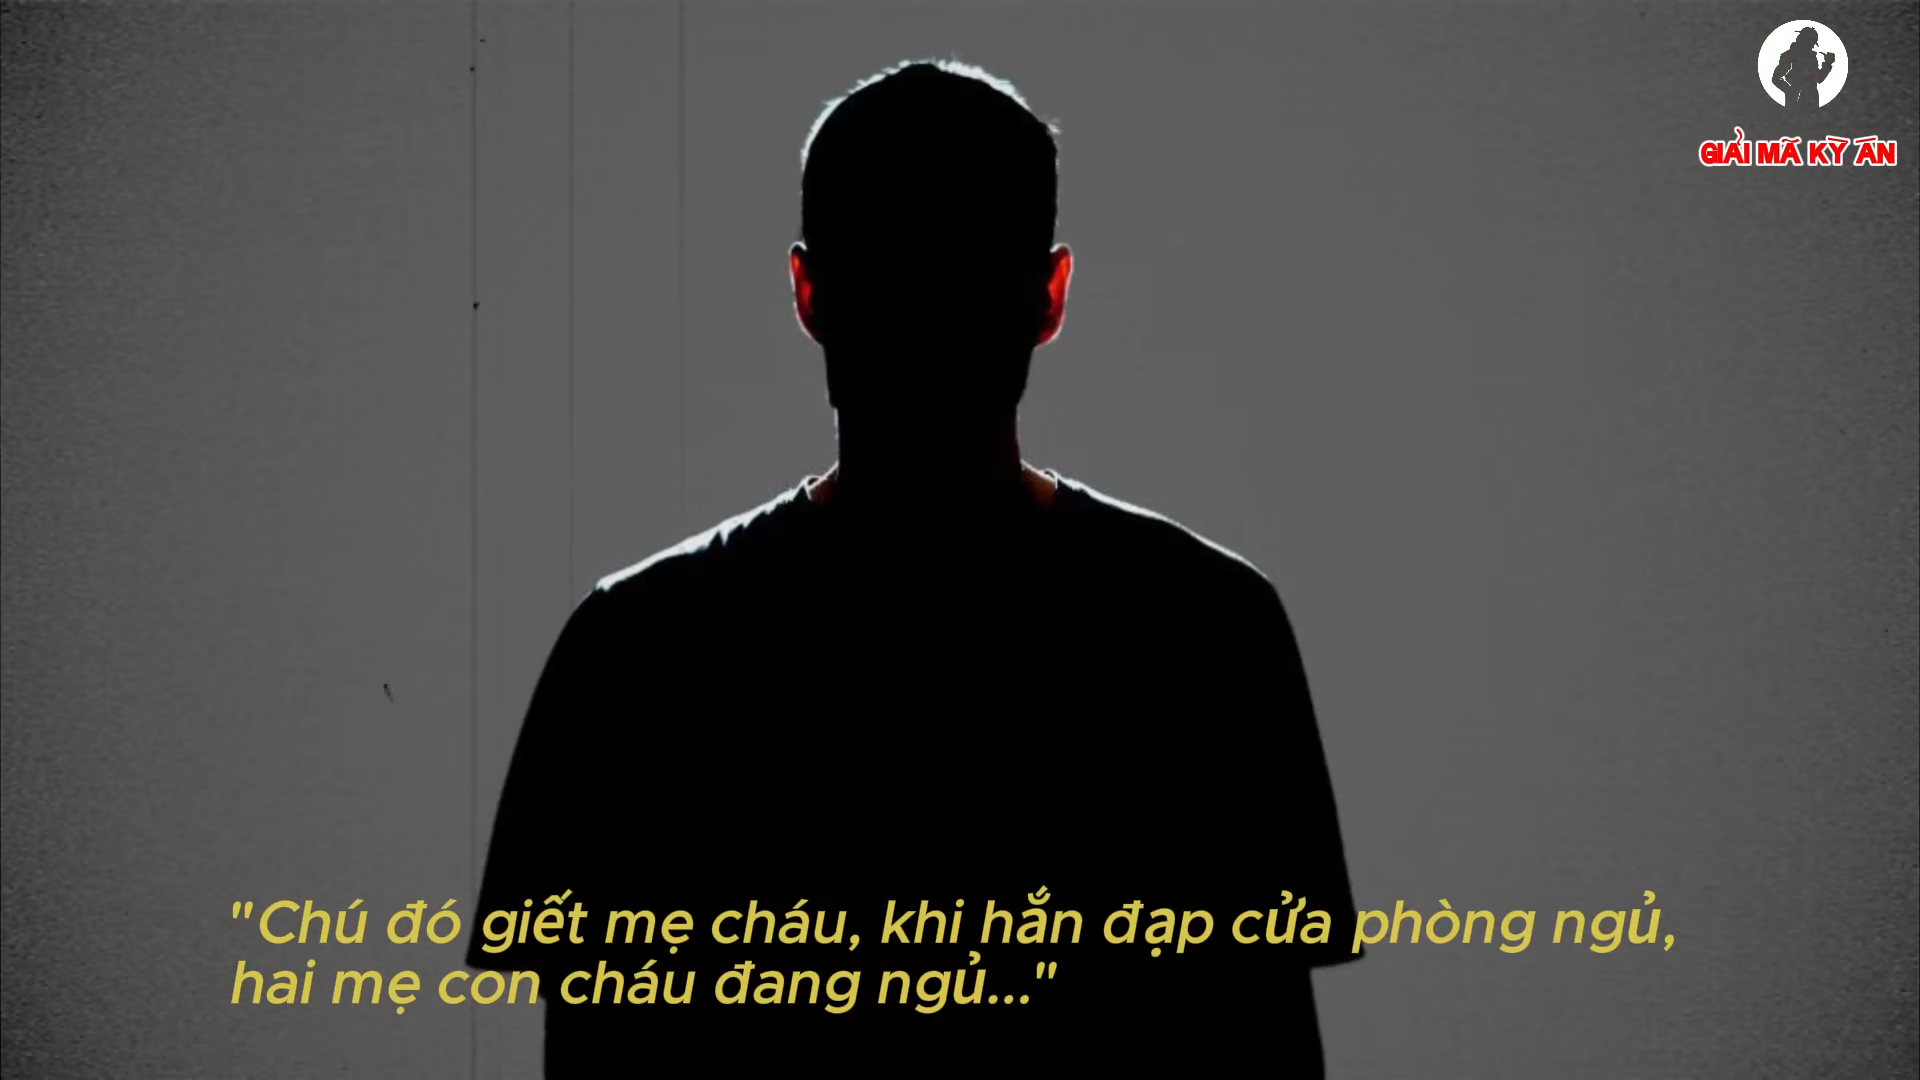 GIẢI MÃ KỲ ÁN
"Chú đó giết mẹ cháu, khi hắn đạp cửa phòng ngủ,
hai mẹ con cháu đang ngủ..."